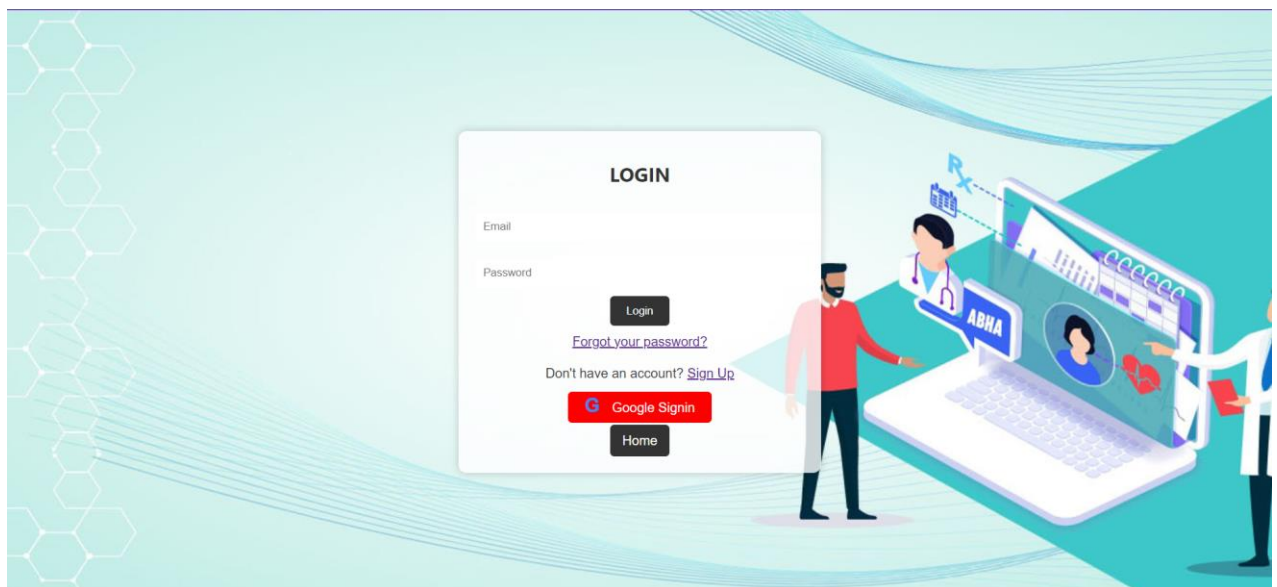 LOGIN
Email
Password
Login
Forgot your password?
Don't have an account? Sign Up
G Google Signin
Home
Rx
ABHA